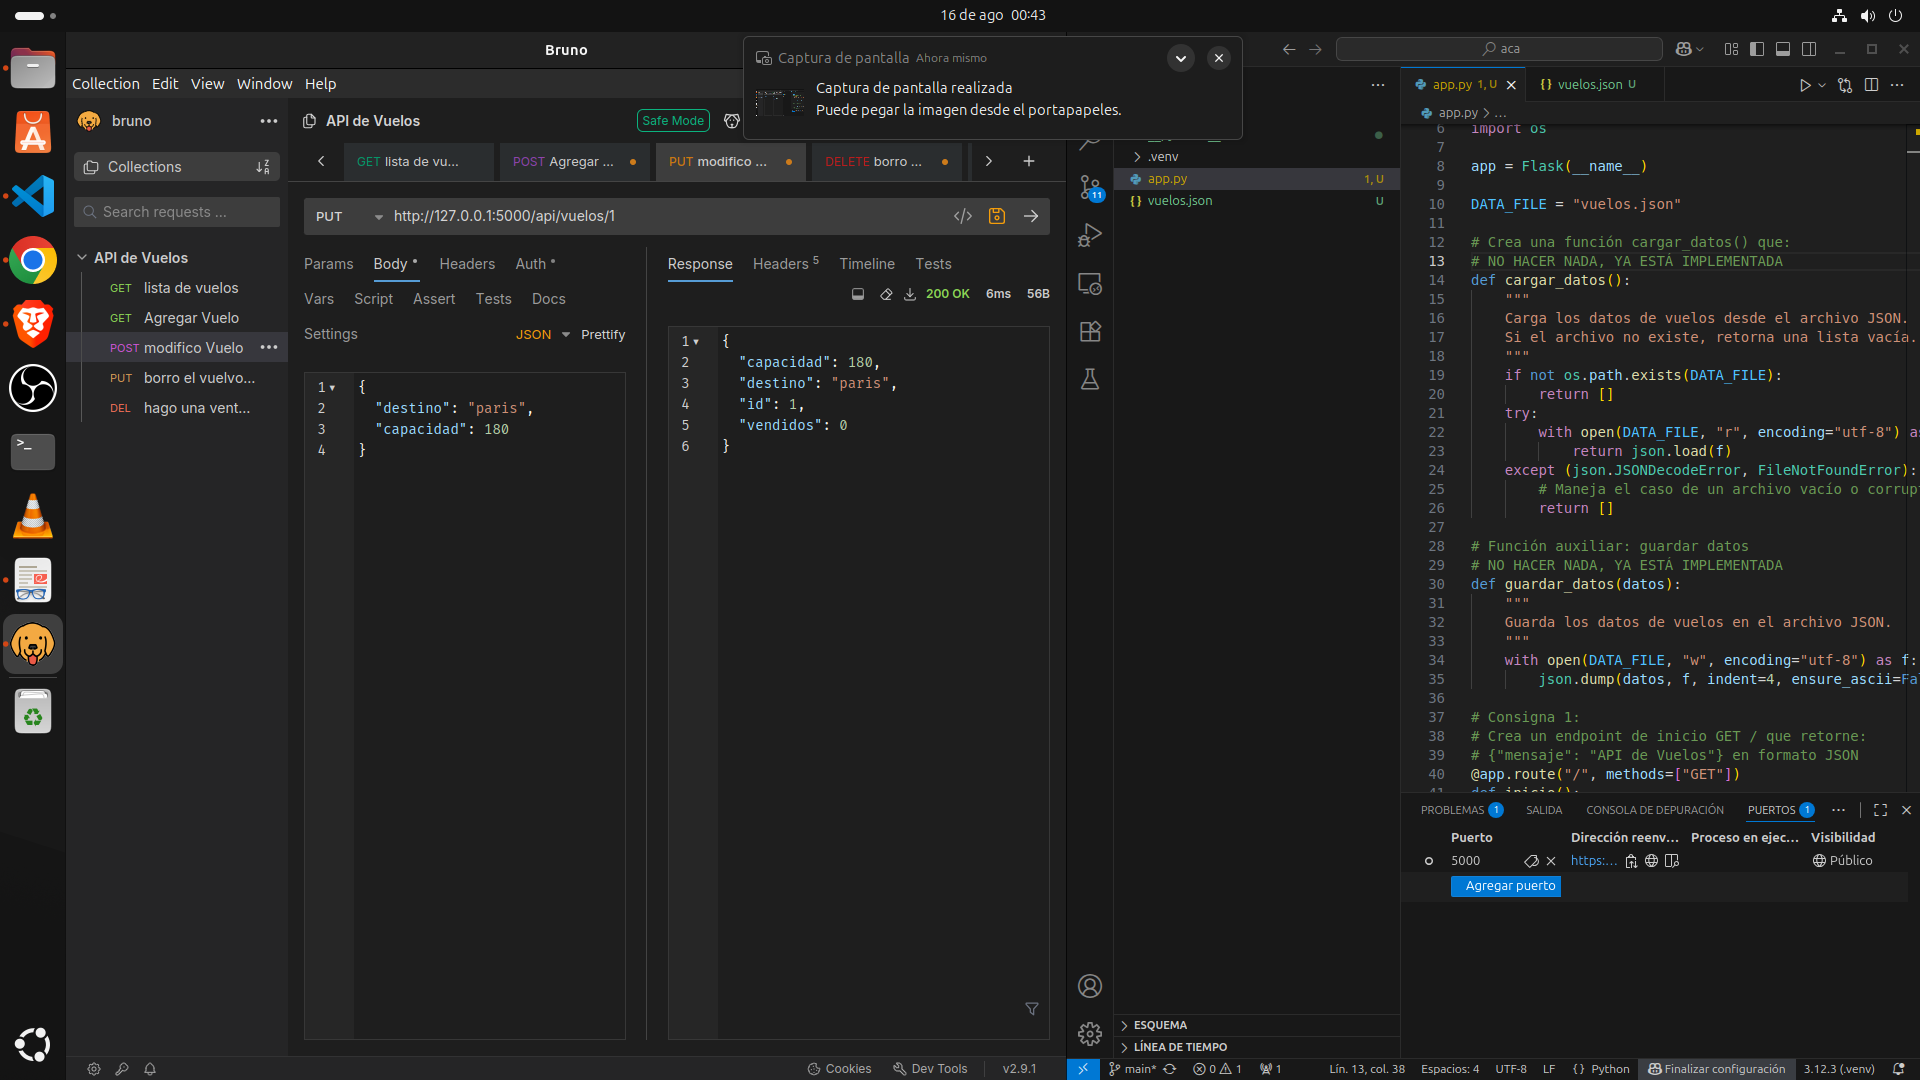 16 de ago 00:43
Bruno
Collection Edit View Window Help
bruno
Collections
Search requests ...
API de Vuelos
GET lista de vuelos
GET Agregar Vuelo
POST modifico Vuelo
PUT borro el vuelvo...
DEL hago una vent...
API de Vuelos
Safe Mode
GET lista de vu...
POST Agregar ...
PUT modifico ...
DELETE borro ...
PUT http://127.0.0.1:5000/api/vuelos/1
Params Body Headers Auth
Vars Script Assert Tests Docs
Settings JSON Prettify
1 {
2 "destino": "paris",
3 "capacidad": 180
4 }
Response Headers 5 Timeline Tests
200 OK 6ms 56B
1 {
2 "capacidad": 180,
3 "destino": "paris",
4 "id": 1,
5 "vendidos": 0
6 }
Cookies Dev Tools v2.9.1
Captura de pantalla Ahora mismo
Captura de pantalla realizada
Puede pegar la imagen desde el portapapeles.
aca
11
.venv
app.py 1, U
vuelos.json U
ESQUEMA
LÍNEA DE TIEMPO
app.py 1, U
{} vuelos.json U
app.py > ...
6 import os
7
8 app = Flask(__name__)
9
10 DATA_FILE = "vuelos.json"
11
12 # Crea una función cargar_datos() que:
13 # NO HACER NADA, YA ESTÁ IMPLEMENTADA
14 def cargar_datos():
15 """
16 Carga los datos de vuelos desde el archivo JSON.
17 Si el archivo no existe, retorna una lista vacía.
18 """
19 if not os.path.exists(DATA_FILE):
20 return []
21 try:
22 with open(DATA_FILE, "r", encoding="utf-8") as
23 return json.load(f)
24 except (json.JSONDecodeError, FileNotFoundError):
25 # Maneja el caso de un archivo vacío o corrupt
26 return []
27
28 # Función auxiliar: guardar datos
29 # NO HACER NADA, YA ESTÁ IMPLEMENTADA
30 def guardar_datos(datos):
31 """
32 Guarda los datos de vuelos en el archivo JSON.
33 """
34 with open(DATA_FILE, "w", encoding="utf-8") as f:
35 json.dump(datos, f, indent=4, ensure_ascii=Fa
36
37 # Consigna 1:
38 # Crea un endpoint de inicio GET / que retorne:
39 # {"mensaje": "API de Vuelos"} en formato JSON
40 @app.route("/", methods=["GET"])
41 def inicio():
PROBLEMAS 1 SALIDA CONSOLA DE DEPURACIÓN PUERTOS 1
Puerto Dirección reenv... Proceso en ejec... Visibilidad
5000 https:... Público
Agregar puerto
main* 0 1 1 Lín. 13, col. 38 Espacios: 4 UTF-8 LF {} Python Finalizar configuración 3.12.3 (.venv)